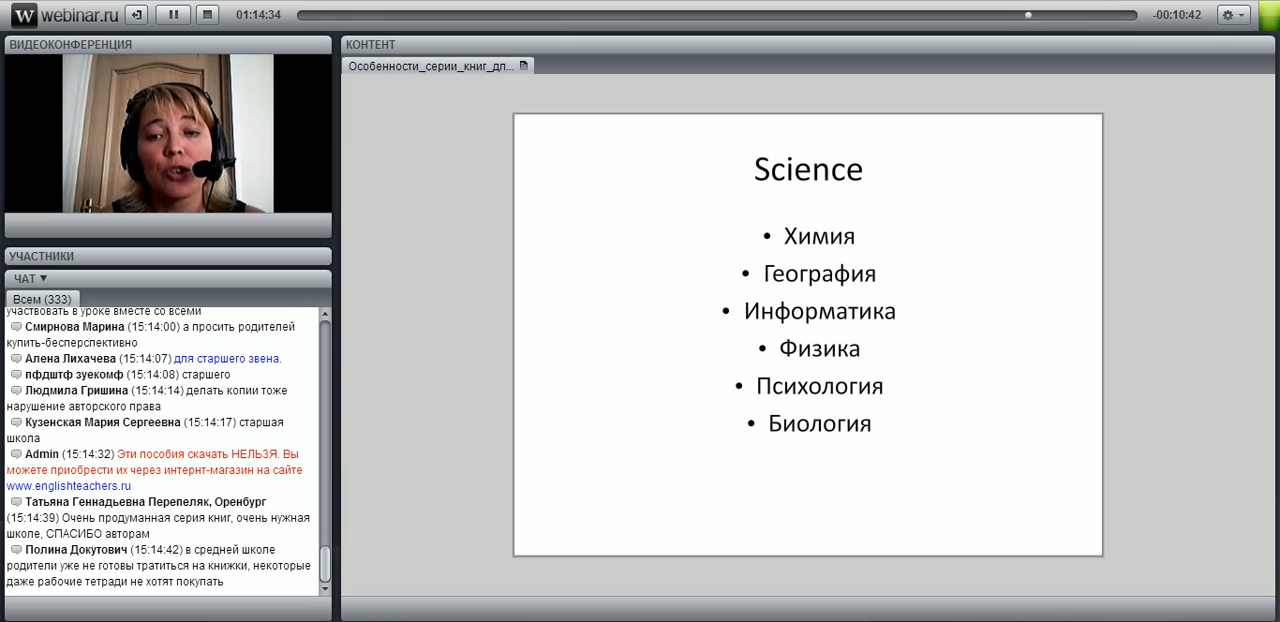 webinar.ru
01:14:34
-00:10:42
ВИДЕОКОНФЕРЕНЦИЯ
УЧАСТНИКИ
ЧАТ ▼
Всем (333)
участвовать в уроке вместе со всеми
Смирнова Марина (15:14:00) а просить родителей
купить-бесперспективно
Алена Лихачева (15:14:07) для старшего звена.
пфдштф зуекомф (15:14:08) старшего
Людмила Гришина (15:14:14) делать копии тоже
нарушение авторского права
Кузенская Мария Сергеевна (15:14:17) старшая
школа
Admin (15:14:32) Эти пособия скачать НЕЛЬЗЯ. Вы
можете приобрести их через интернт-магазин на сайте
www.englishteachers.ru
Татьяна Геннадьевна Перепеляк, Оренбург
(15:14:39) Очень продуманная серия книг, очень нужная
школе, СПАСИБО авторам
Полина Докутович (15:14:42) в средней школе
родители уже не готовы тратиться на книжки, некоторые
даже рабочие тетради не хотят покупать
КОНТЕНТ
Особенности_серии_книг_дл...
Science
• Химия
• География
• Информатика
• Физика
• Психология
• Биология